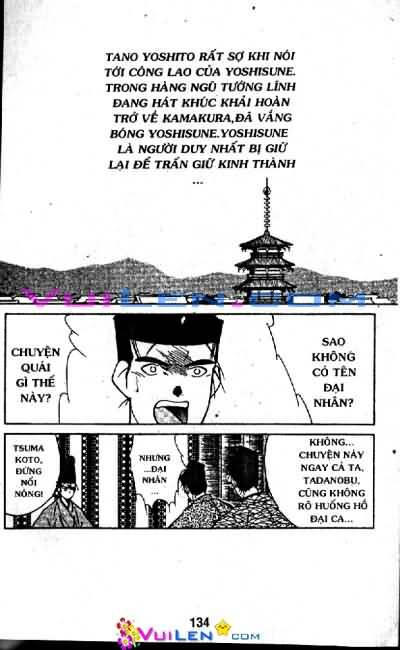 TANO YOSHITO RẤT SỢ KHI NÓI
TỚI CÔNG LAO CỦA YOSHISUNE.
TRONG HÀNG NGŨ TƯỚNG LĨNH
ĐANG HÁT KHÚC KHẢI HOÀN
TRỞ VỀ KAMAKURA,ĐÃ VẮNG
BÓNG YOSHISUNE.YOSHISUNE
LÀ NGƯỜI DUY NHẤT BỊ GIỮ
LẠI ĐỂ TRẤN GIỮ KINH THÀNH
...
VUILEN.COM
SAO
KHÔNG
CÓ TÊN
ĐẠI
NHÂN?
CHUYỆN
QUÁI
GÌ THẾ
NÀY?
KHÔNG...
CHUYỆN NÀY
NGAY CẢ TA,
TADANOBU,
CŨNG KHÔNG
RÕ HUỐNG HỒ
ĐẠI CA...
NHƯNG
...ĐẠI
NHÂN
...
TSUMA
KOTO,
ĐỪNG
NỔI
NÓNG!
134
VUILEN.COM